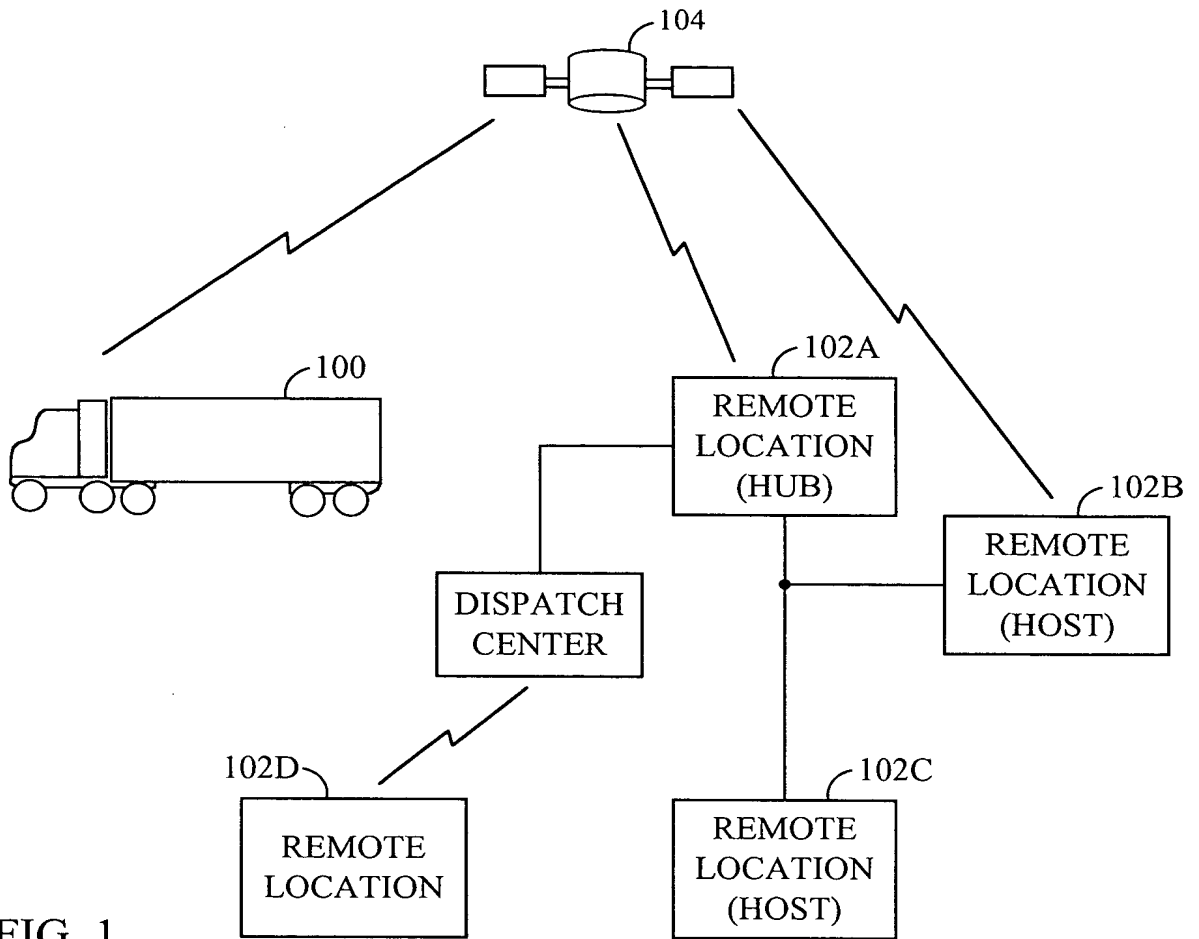 104
100
102A
REMOTE
LOCATION
(HUB)
102B
REMOTE
LOCATION
(HOST)
DISPATCH
CENTER
102D
REMOTE
LOCATION
102C
REMOTE
LOCATION
(HOST)
FIG. 1